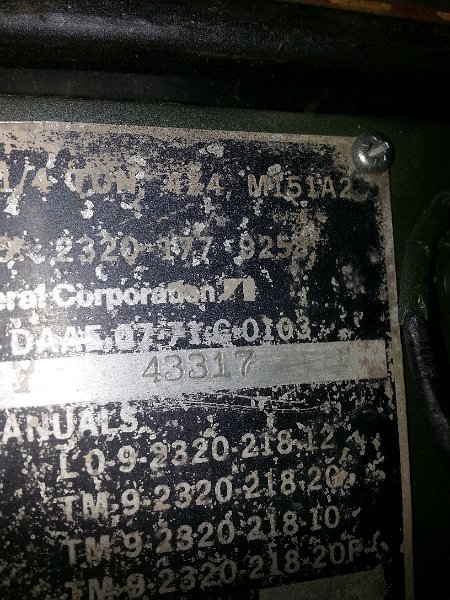 1/4 TON 4X4 M151A2
2320-177-9258
eral Corporation
DAAE 07-71-C-0103
43317
ANUALS
LO-9-2320-218-12
TM-9-2320-218-20
TM-9-2320-218-10
TM-9-2320-218-20P